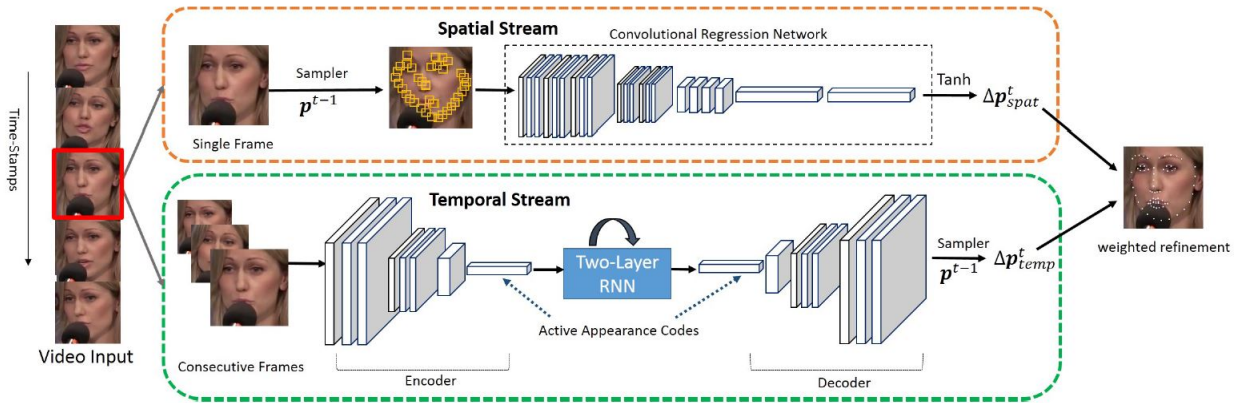 Time-Stamps
Video Input
Spatial Stream
Convolutional Regression Network
Single Frame
Sampler
p^{t−1}
Tanh
Δp^t_{spat}
Temporal Stream
Consecutive Frames
Two-Layer
RNN
Active Appearance Codes
Encoder
Decoder
Sampler
p^{t−1}
Δp^t_{temp}
weighted refinement